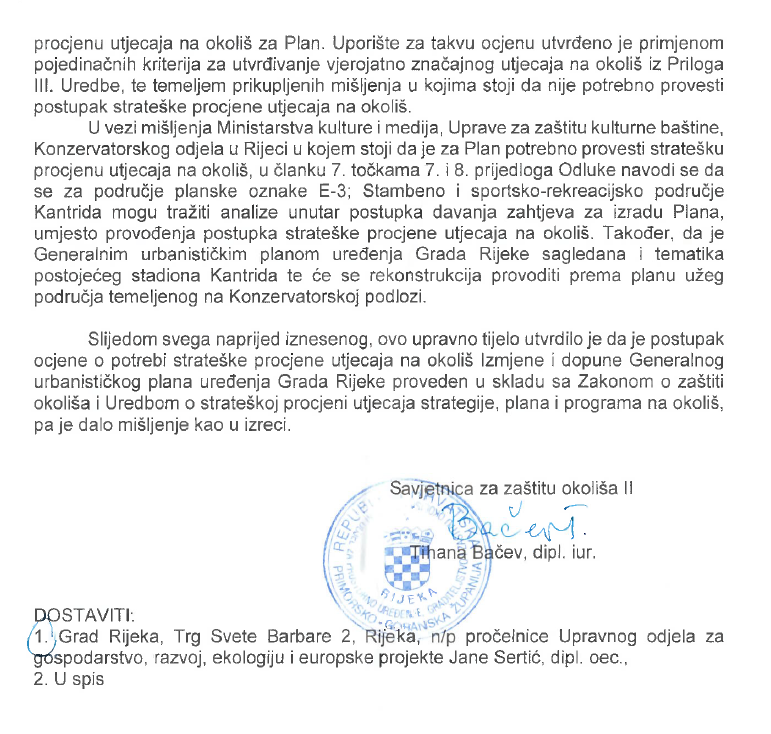 procjenu utjecaja na okoliš za Plan. Uporište za takvu ocjenu utvrđeno je primjenom
pojedinačnih kriterija za utvrđivanje vjerojatno značajnog utjecaja na okoliš iz Priloga
III. Uredbe, te temeljem prikupljenih mišljenja u kojima stoji da nije potrebno provesti
postupak strateške procjene utjecaja na okoliš.
U vezi mišljenja Ministarstva kulture i medija, Uprave za zaštitu kulturne baštine,
Konzervatorskog odjela u Rijeci u kojem stoji da je za Plan potrebno provesti stratešku
procjenu utjecaja na okoliš, u članku 7. točkama 7. i 8. prijedloga Odluke navodi se da
se za područje planske oznake E-3; Stambeno i sportsko-rekreacijsko područje
Kantrida mogu tražiti analize unutar postupka davanja zahtjeva za izradu Plana,
umjesto provođenja postupka strateške procjene utjecaja na okoliš. Također, da je
Generalnim urbanističkim planom uređenja Grada Rijeke sagledana i tematika
postojećeg stadiona Kantrida te će se rekonstrukcija provoditi prema planu užeg
područja temeljenog na Konzervatorskoj podlozi.
Slijedom svega naprijed iznesenog, ovo upravno tijelo utvrdilo je da je postupak
ocjene o potrebi strateške procjene utjecaja na okoliš Izmjene i dopune Generalnog
urbanističkog plana uređenja Grada Rijeke proveden u skladu sa Zakonom o zaštiti
okoliša i Uredbom o strateškoj procjeni utjecaja strategije, plana i programa na okoliš,
pa je dalo mišljenje kao u izreci.
Savjetnica za zaštitu okoliša II
Bačev T.
Tihana Bačev, dipl. iur.
REPUBLIKA HRVATSKA
PRIMORSKO-GORANSKA ŽUPANIJA
RIJEKA
DOSTAVITI:
1. Grad Rijeka, Trg Svete Barbare 2, Rijeka, n/p pročelnice Upravnog odjela za
gospodarstvo, razvoj, ekologiju i europske projekte Jane Sertić, dipl. oec.,
2. U spis